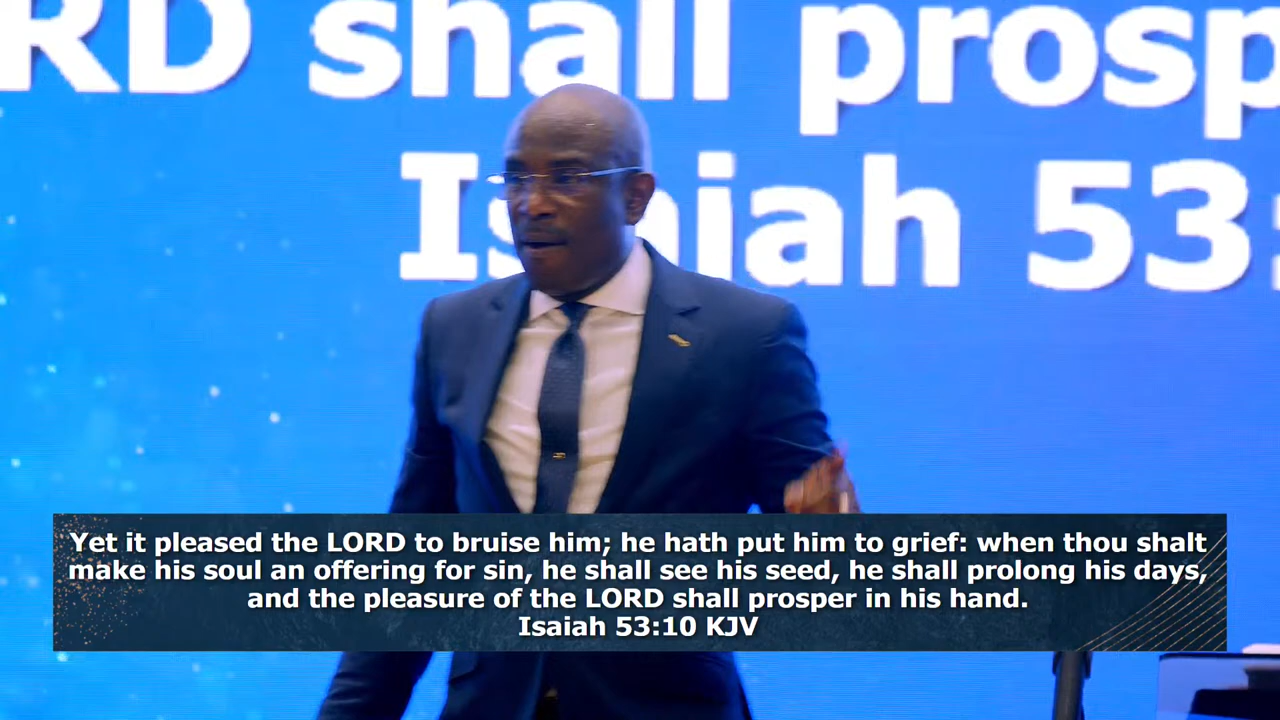 RD shall prosp
Isaiah 53:
Yet it pleased the LORD to bruise him; he hath put him to grief: when thou shalt
make his soul an offering for sin, he shall see his seed, he shall prolong his days,
and the pleasure of the LORD shall prosper in his hand.
Isaiah 53:10 KJV